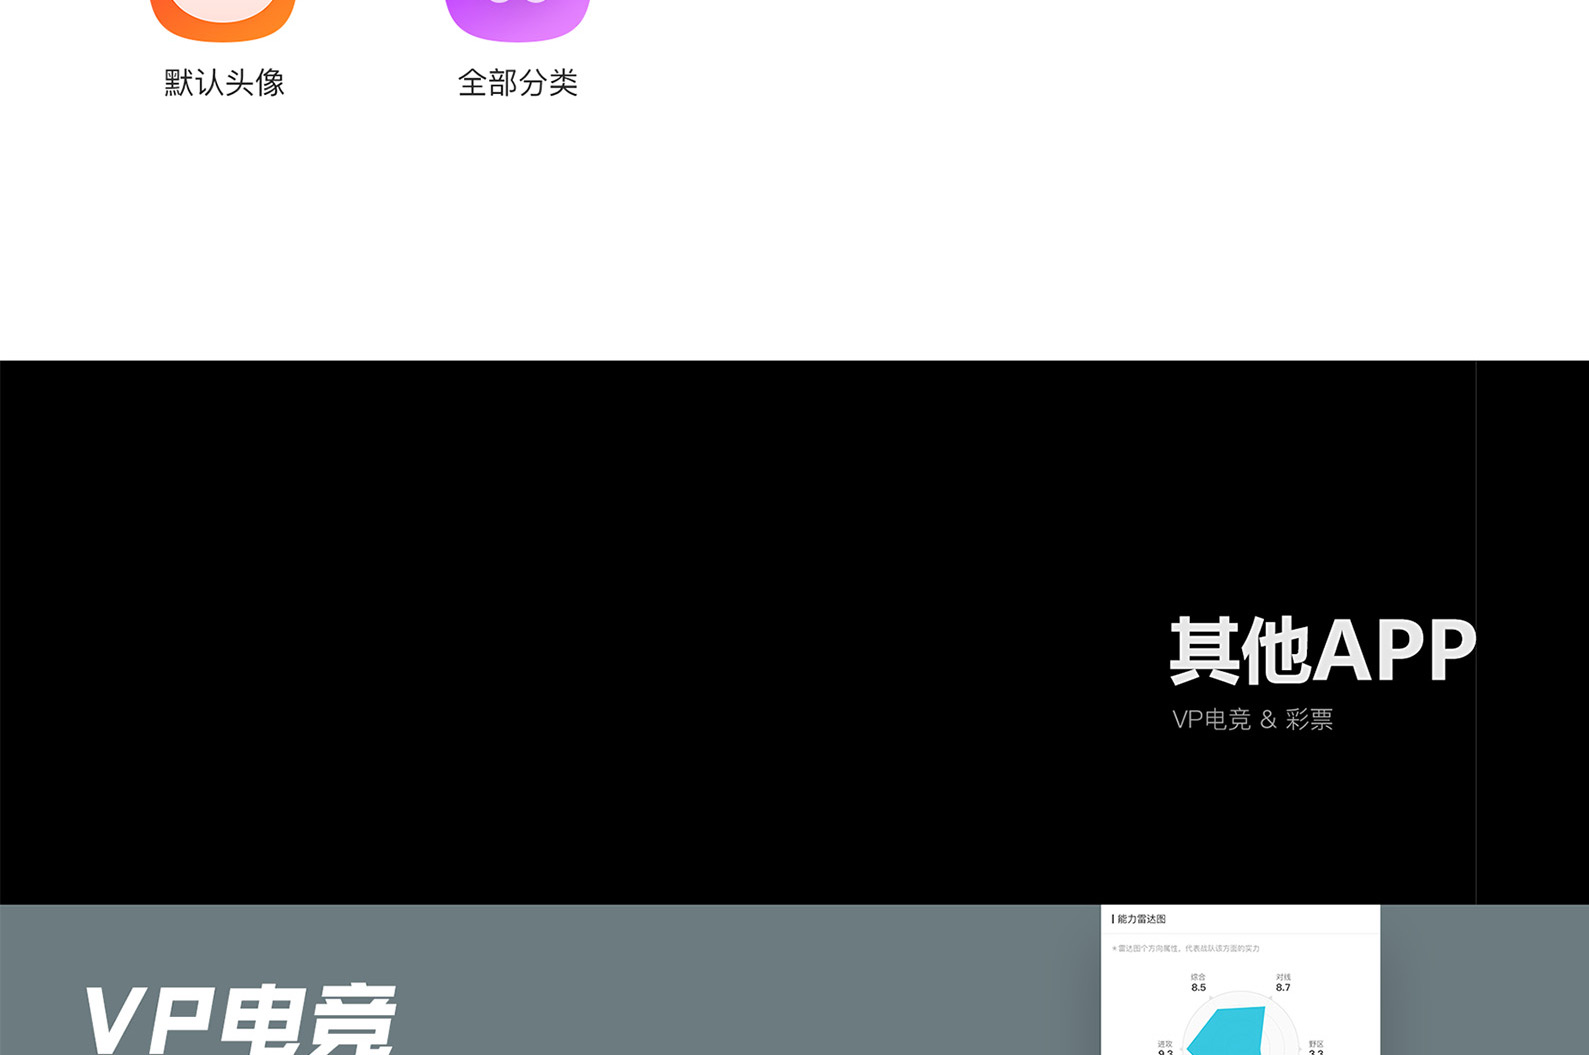 默认头像
全部分类
其他APP
VP电竞 & 彩票
能力雷达图
*雷达图个方向属性，代表战队该方面的实力
综合
8.5
对线
8.7
进攻
9.3
野区
3.3
VP电竞